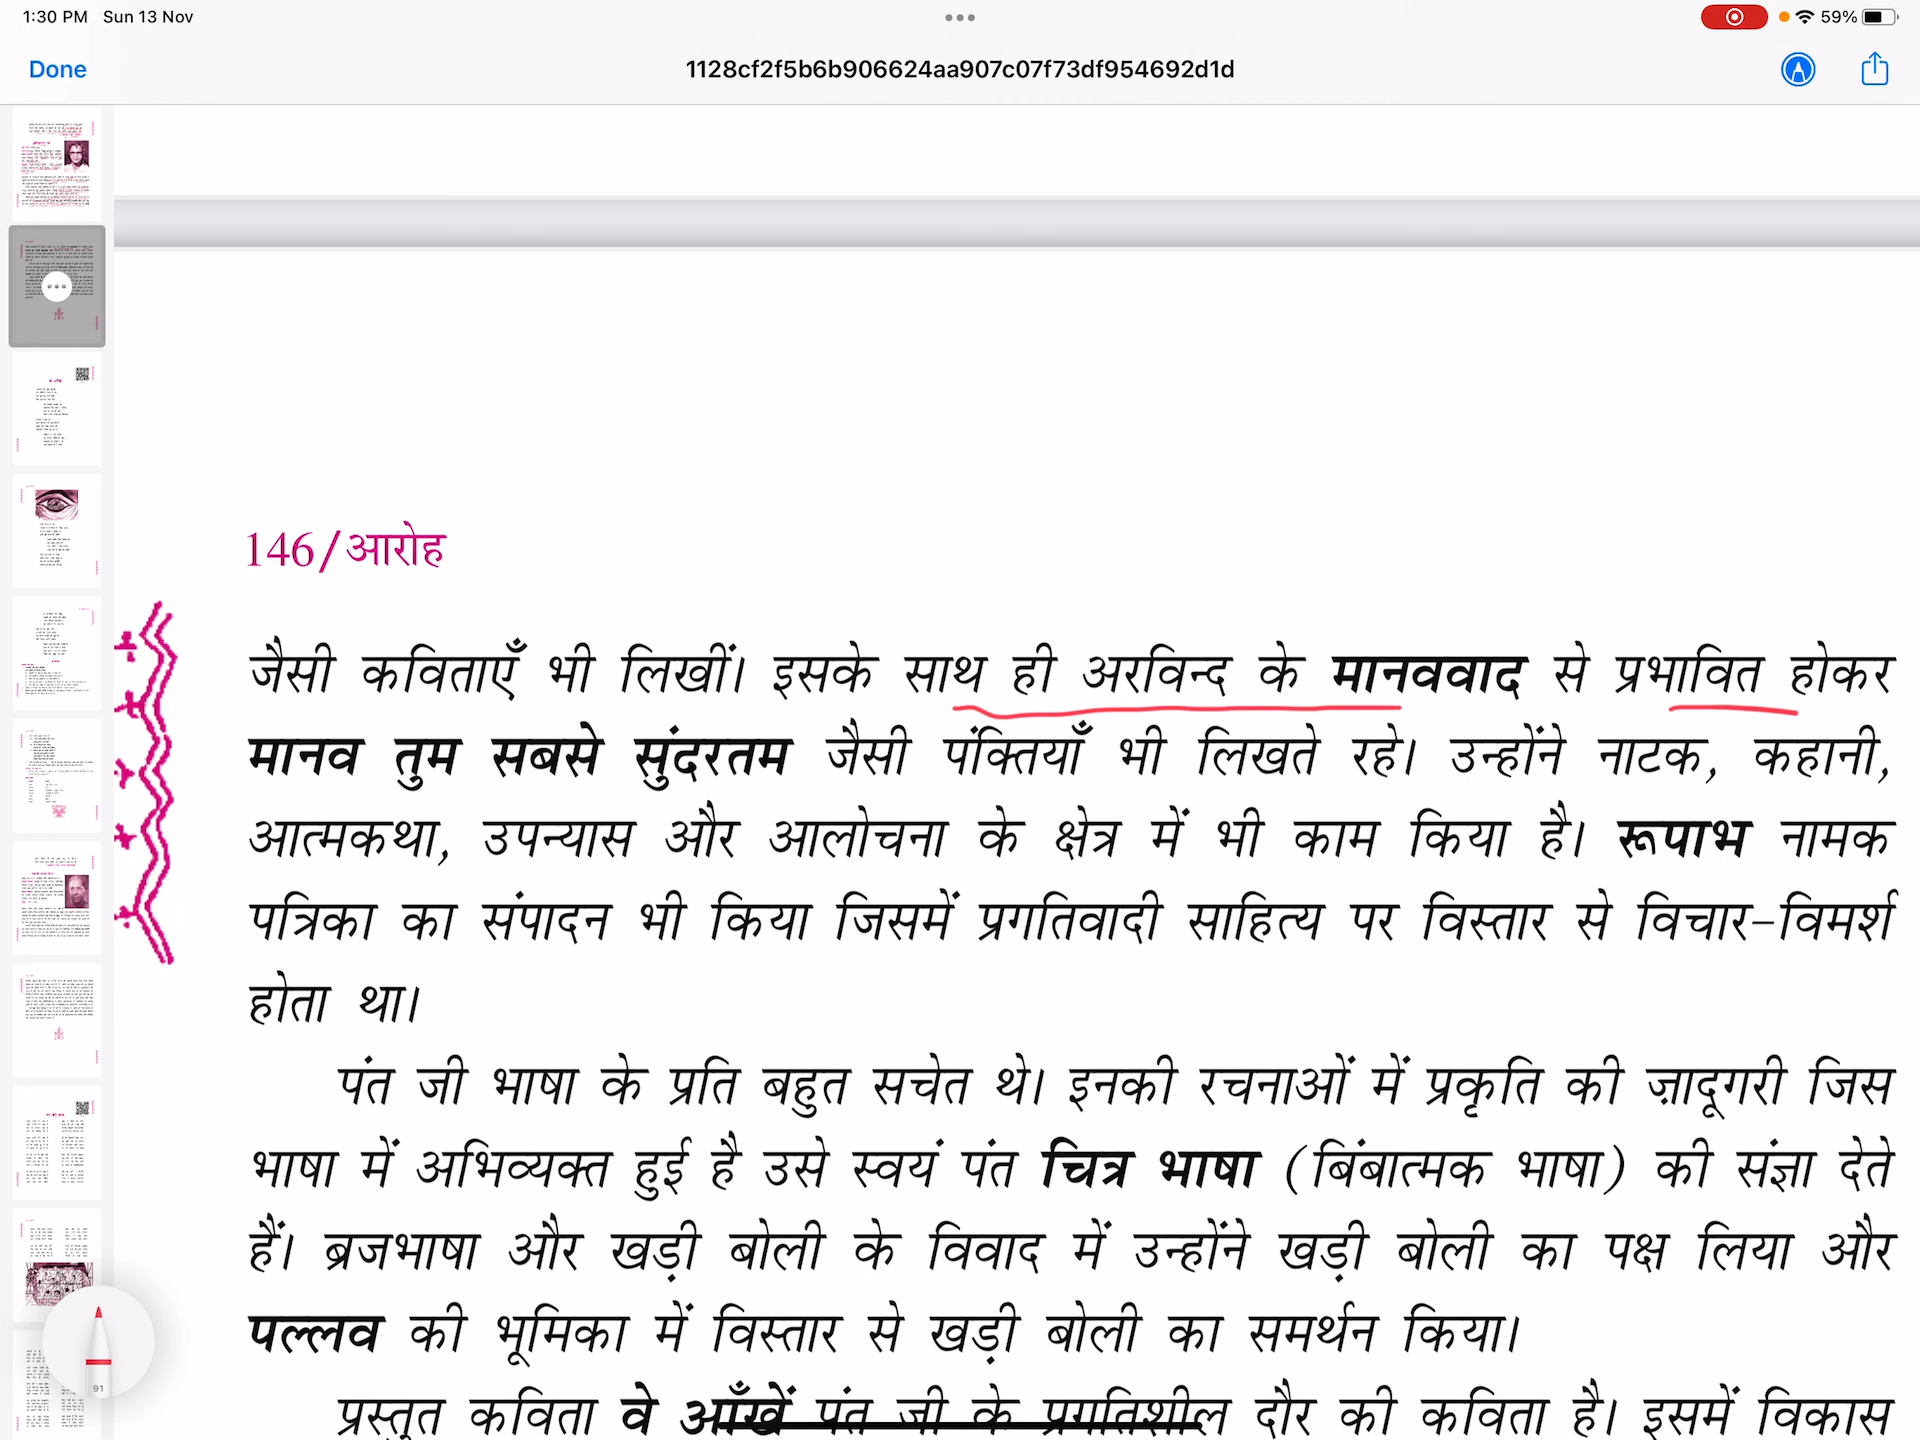 1:30 PM Sun 13 Nov
59%
Done
1128cf2f5b6b906624aa907c07f73df954692d1d
146/आरोह
जैसी कविताएँ भी लिखीं। इसके साथ ही अरविन्द के मानववाद से प्रभावित होकर
मानव तुम सबसे सुंदरतम जैसी पंक्तियाँ भी लिखते रहे। उन्होंने नाटक, कहानी,
आत्मकथा, उपन्यास और आलोचना के क्षेत्र में भी काम किया है। रूपाभ नामक
पत्रिका का संपादन भी किया जिसमें प्रगतिवादी साहित्य पर विस्तार से विचार-विमर्श
होता था।
पंत जी भाषा के प्रति बहुत सचेत थे। इनकी रचनाओं में प्रकृति की ज़ादूगरी जिस
भाषा में अभिव्यक्त हुई है उसे स्वयं पंत चित्र भाषा (बिंबात्मक भाषा) की संज्ञा देते
हैं। ब्रजभाषा और खड़ी बोली के विवाद में उन्होंने खड़ी बोली का पक्ष लिया और
पल्लव की भूमिका में विस्तार से खड़ी बोली का समर्थन किया।
प्रस्तुत कविता वे आँखें पंत जी के प्रगतिशील दौर की कविता है। इसमें विकास
91